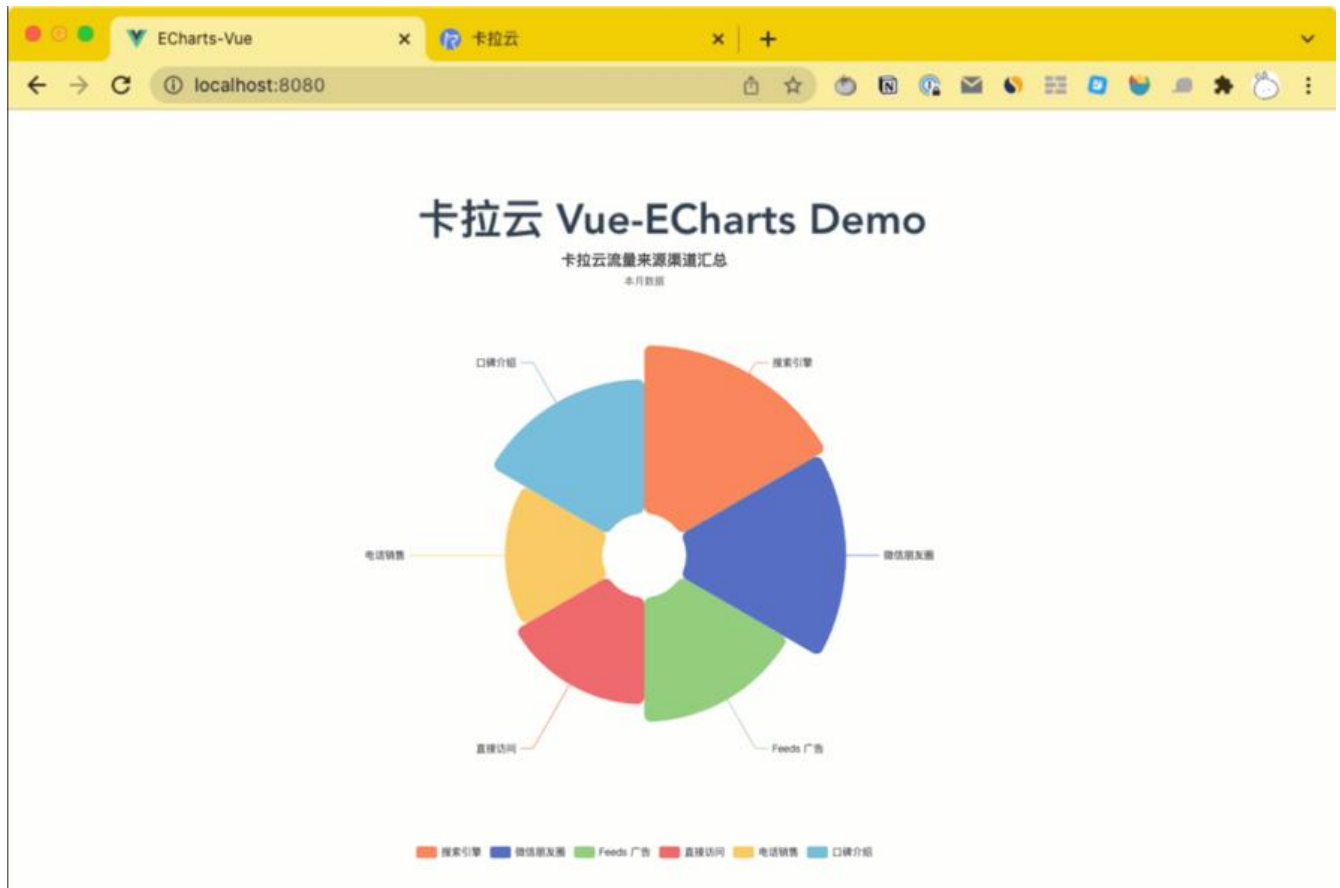 ECharts-Vue
卡拉云
localhost:8080
卡拉云 Vue-ECharts Demo
卡拉云流量来源渠道汇总
本月数据
口碑介绍
搜索引擎
电话销售
微信朋友圈
直接访问
Feeds 广告
搜索引擎 微信朋友圈 Feeds 广告 直接访问 电话销售 口碑介绍